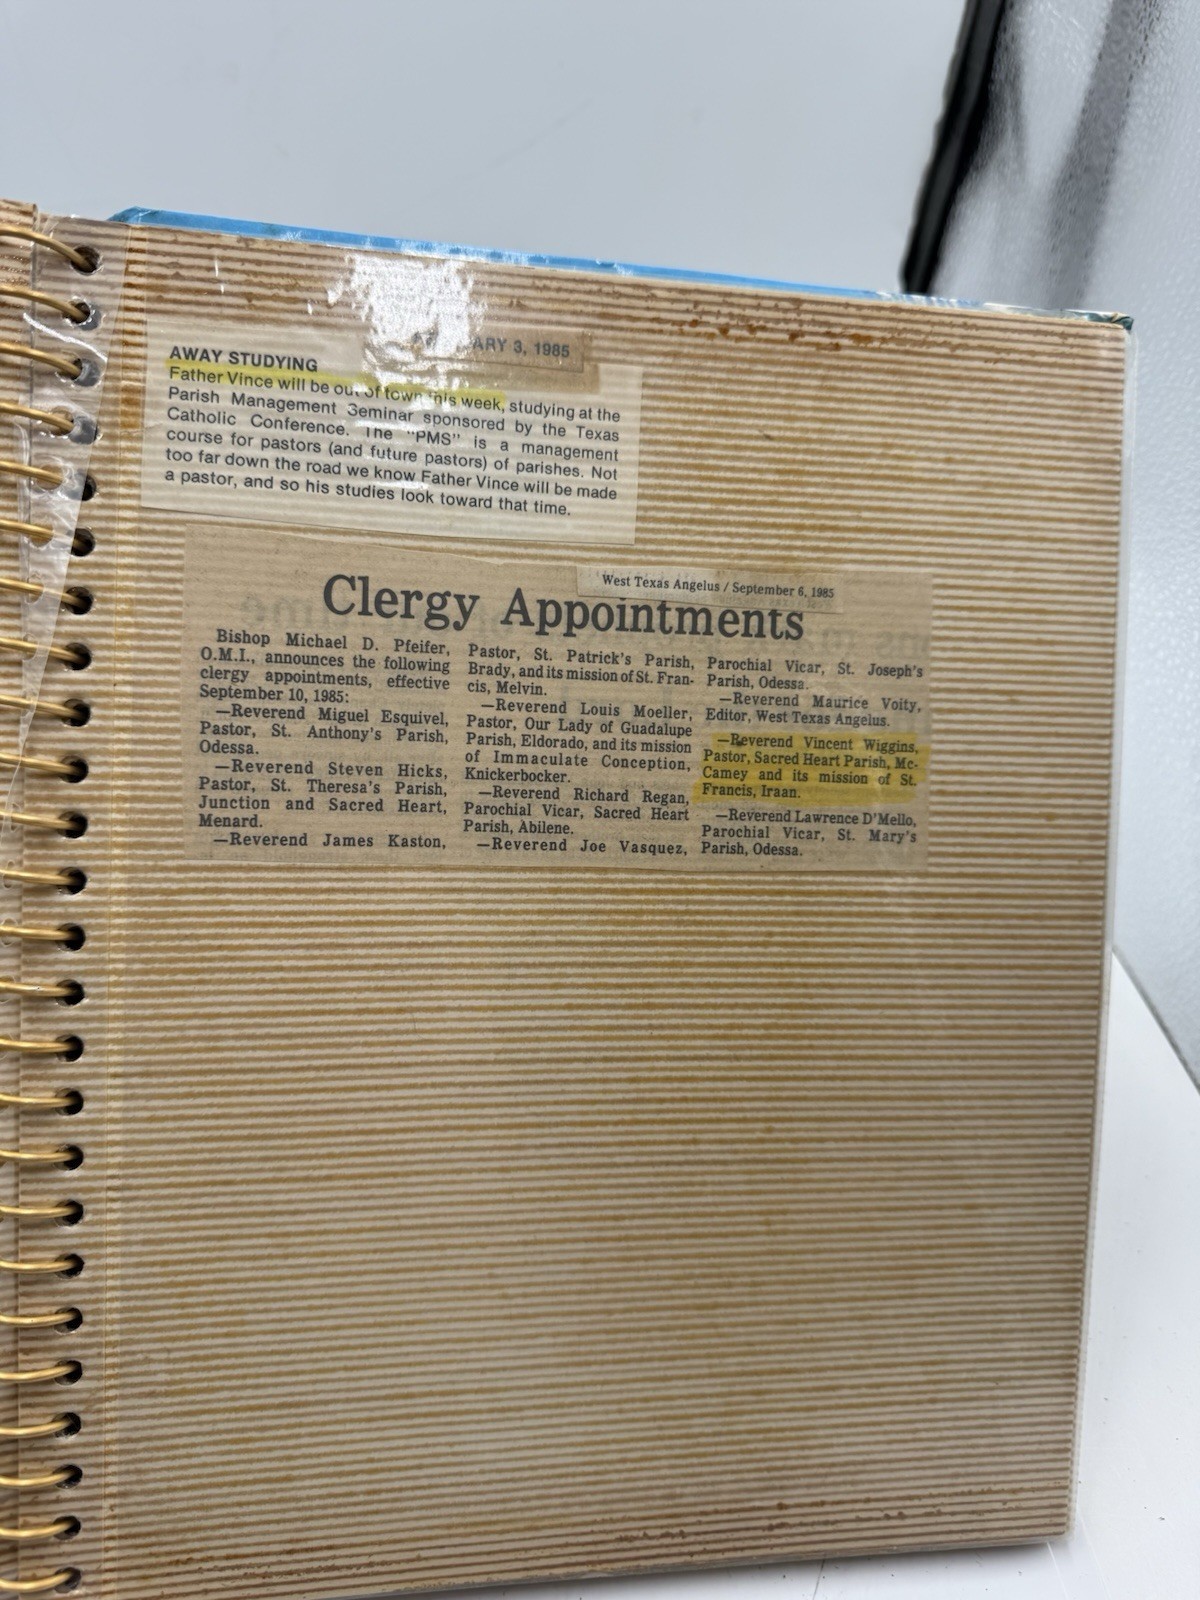 ARY 3, 1985
AWAY STUDYING
Father Vince will be out of town this week, studying at the
Parish Management Seminar sponsored by the Texas
Catholic Conference. The "PMS" is a management
course for pastors (and future pastors) of parishes. Not
too far down the road we know Father Vince will be made
a pastor, and so his studies look toward that time.
West Texas Angelus / September 6, 1985
Clergy Appointments
Bishop Michael D. Pfeifer,
O.M.I., announces the following
clergy appointments, effective
September 10, 1985:
—Reverend Miguel Esquivel,
Pastor, St. Anthony's Parish,
Odessa.
—Reverend Steven Hicks,
Pastor, St. Theresa's Parish,
Junction and Sacred Heart,
Menard.
—Reverend James Kaston,
Pastor, St. Patrick's Parish,
Brady, and its mission of St. Fran-
cis, Melvin.
—Reverend Louis Moeller,
Pastor, Our Lady of Guadalupe
Parish, Eldorado, and its mission
of Immaculate Conception,
Knickerbocker.
—Reverend Richard Regan,
Parochial Vicar, Sacred Heart
Parish, Abilene.
—Reverend Joe Vasquez,
Parochial Vicar, St. Joseph's
Parish, Odessa.
—Reverend Maurice Voity,
Editor, West Texas Angelus.
—Reverend Vincent Wiggins,
Pastor, Sacred Heart Parish, Mc-
Camey and its mission of St.
Francis, Iraan.
—Reverend Lawrence D'Mello,
Parochial Vicar, St. Mary's
Parish, Odessa.